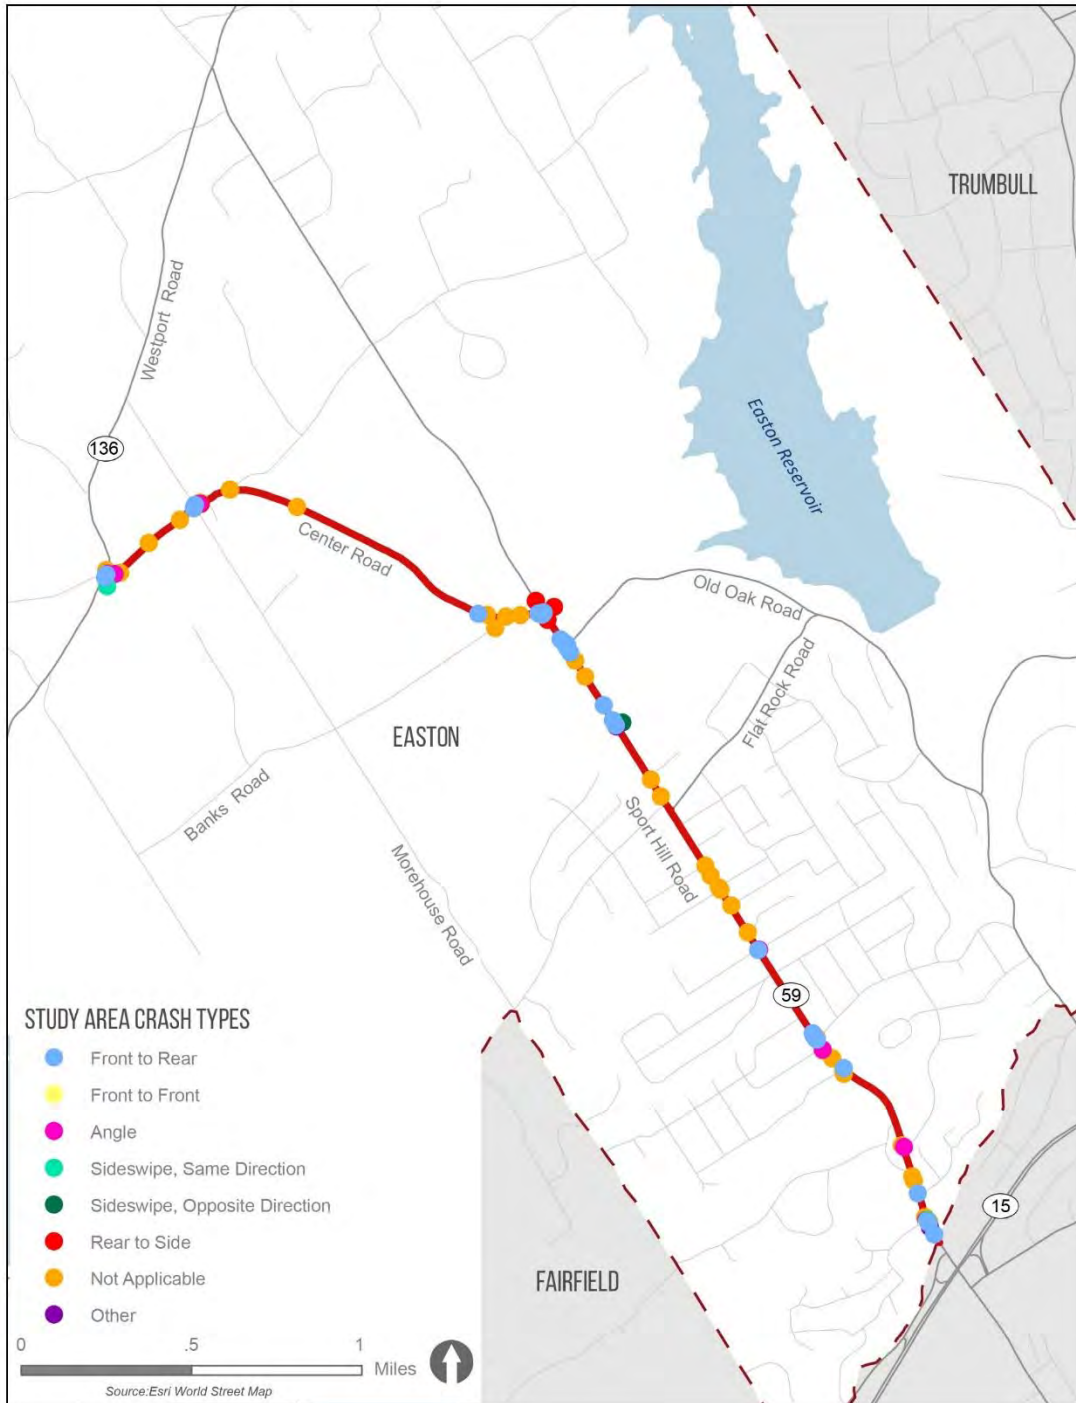 TRUMBULL
Westport Road
136
Easton Reservoir
Center Road
Old Oak Road
Flat Rock Road
EASTON
Banks Road
Sport Hill Road
Morehouse Road
59
STUDY AREA CRASH TYPES
Front to Rear
Front to Front
Angle
Sideswipe, Same Direction
Sideswipe, Opposite Direction
Rear to Side
Not Applicable
Other
15
FAIRFIELD
0 .5 1
Miles
Source:Esri World Street Map